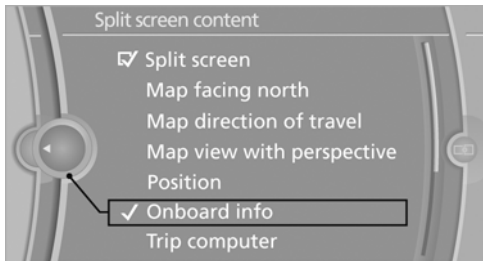 Split screen content
Split screen
Map facing north
Map direction of travel
Map view with perspective
Position
Onboard info
Trip computer